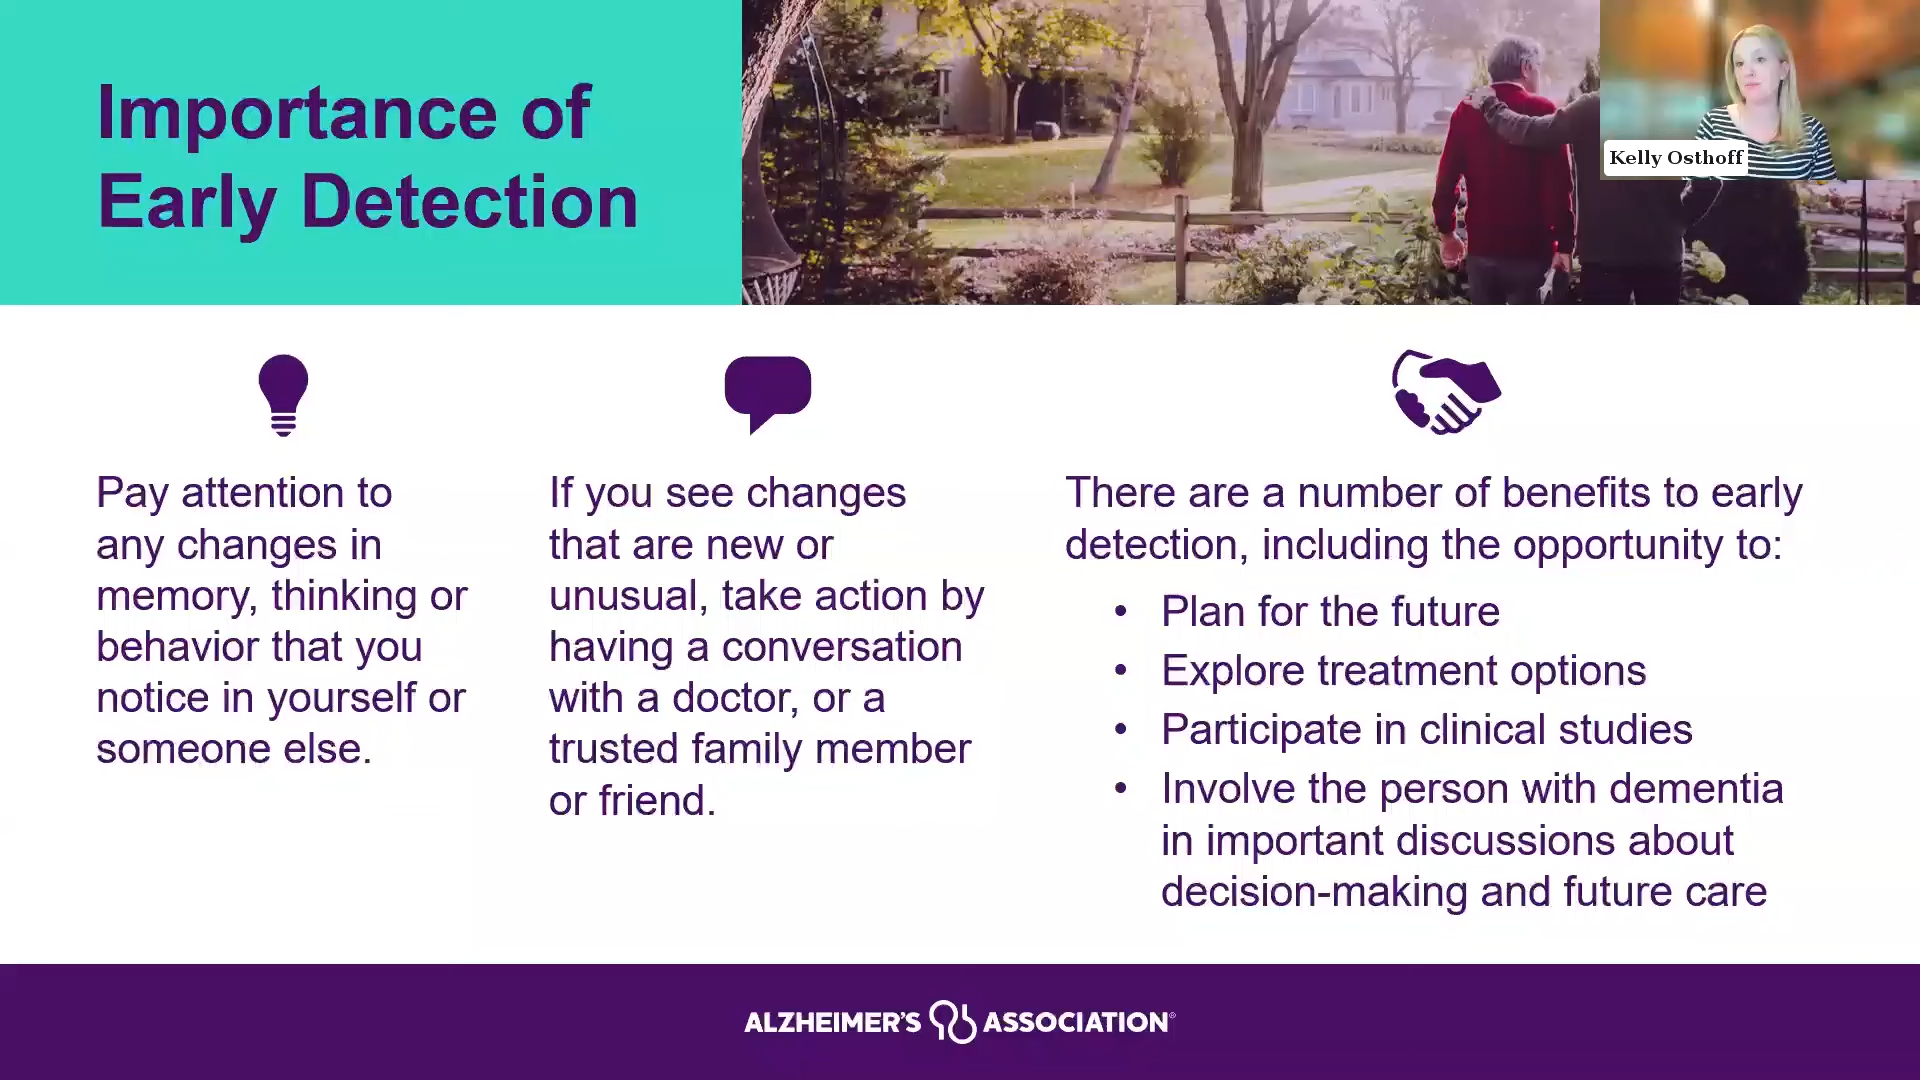 Importance of
Early Detection
Kelly Osthoff
Pay attention to
any changes in
memory, thinking or
behavior that you
notice in yourself or
someone else.
If you see changes
that are new or
unusual, take action by
having a conversation
with a doctor, or a
trusted family member
or friend.
There are a number of benefits to early
detection, including the opportunity to:
• Plan for the future
• Explore treatment options
• Participate in clinical studies
• Involve the person with dementia
in important discussions about
decision-making and future care
ALZHEIMER'S ASSOCIATION®